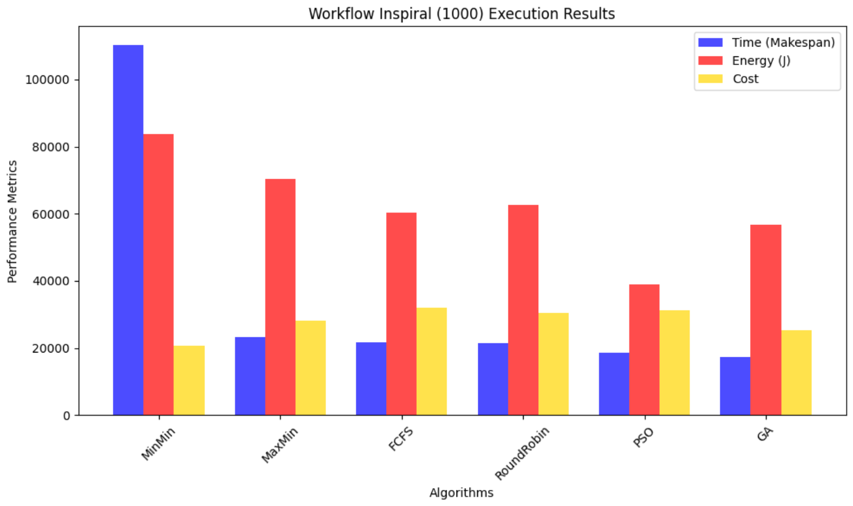 Workflow Inspiral (1000) Execution Results
Time (Makespan)
Energy (J)
Cost
Performance Metrics
100000
80000
60000
40000
20000
0
MinMin
MaxMin
FCFS
RoundRobin
PSO
GA
Algorithms